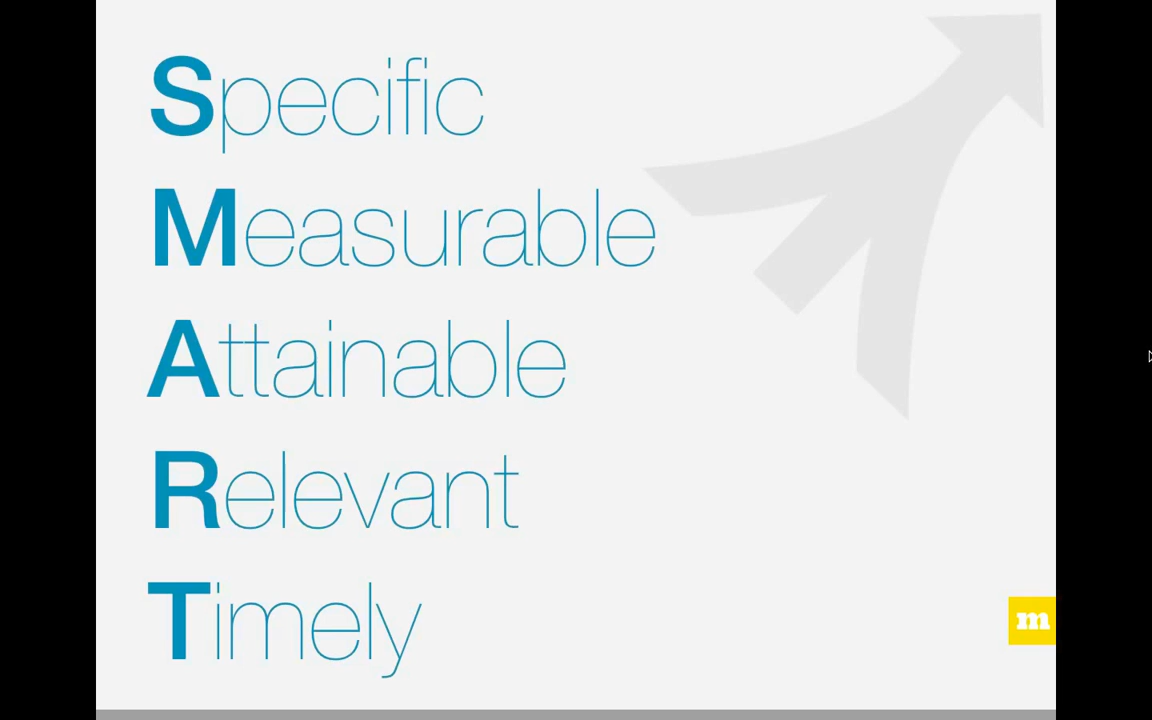 Specific
Measurable
Attainable
Relevant
Timely
m